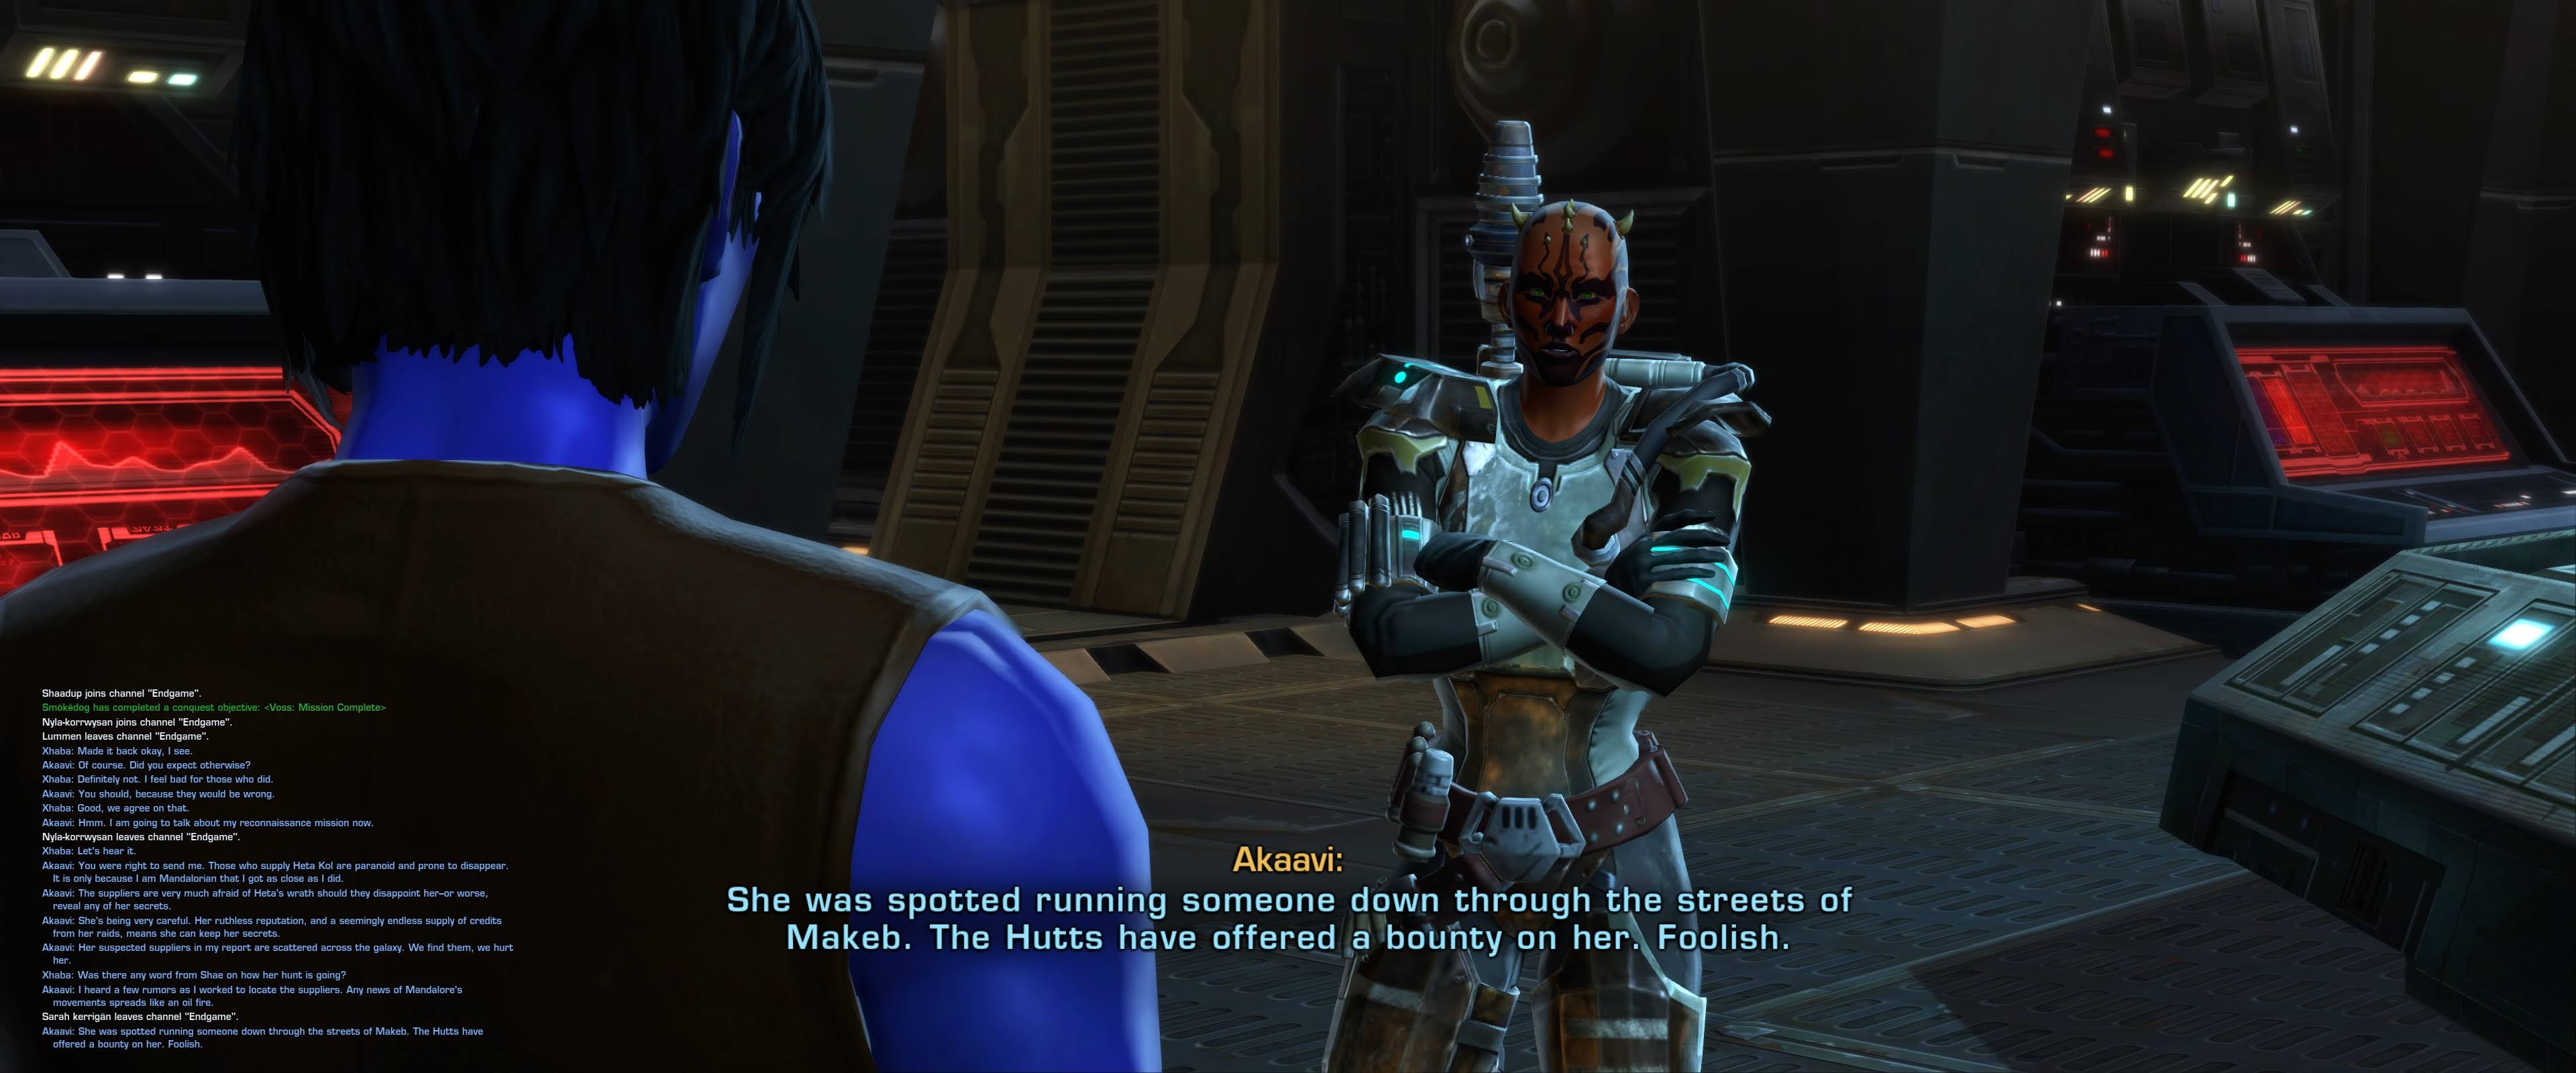 Shaadup joins channel "Endgame".
Smókédog has completed a conquest objective: <Voss: Mission Complete>
Nyla-korrwysan joins channel "Endgame".
Lummen leaves channel "Endgame".
Xhaba: Made it back okay, I see.
Akaavi: Of course. Did you expect otherwise?
Xhaba: Definitely not. I feel bad for those who did.
Akaavi: You should, because they would be wrong.
Xhaba: Good, we agree on that.
Akaavi: Hmm. I am going to talk about my reconnaissance mission now.
Nyla-korrwysan leaves channel "Endgame".
Xhaba: Let's hear it.
Akaavi: You were right to send me. Those who supply Heta Kol are paranoid and prone to disappear.
It is only because I am Mandalorian that I got as close as I did.
Akaavi: The suppliers are very much afraid of Heta's wrath should they disappoint her–or worse,
reveal any of her secrets.
Akaavi: She's being very careful. Her ruthless reputation, and a seemingly endless supply of credits
from her raids, means she can keep her secrets.
Akaavi: Her suspected suppliers in my report are scattered across the galaxy. We find them, we hurt
her.
Xhaba: Was there any word from Shae on how her hunt is going?
Akaavi: I heard a few rumors as I worked to locate the suppliers. Any news of Mandalore's
movements spreads like an oil fire.
Sarah kerrigan leaves channel "Endgame".
Akaavi: She was spotted running someone down through the streets of Makeb. The Hutts have
offered a bounty on her. Foolish.
Akaavi:
She was spotted running someone down through the streets of
Makeb. The Hutts have offered a bounty on her. Foolish.